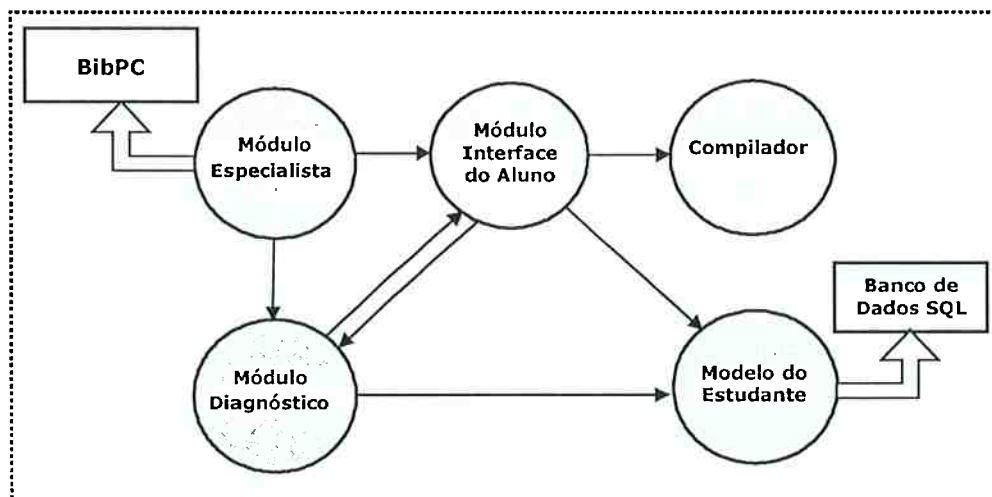 BibPC
Módulo
Especialista
Módulo
Interface
do Aluno
Compilador
Banco de
Dados SQL
Módulo
Diagnóstico
Modelo do
Estudante